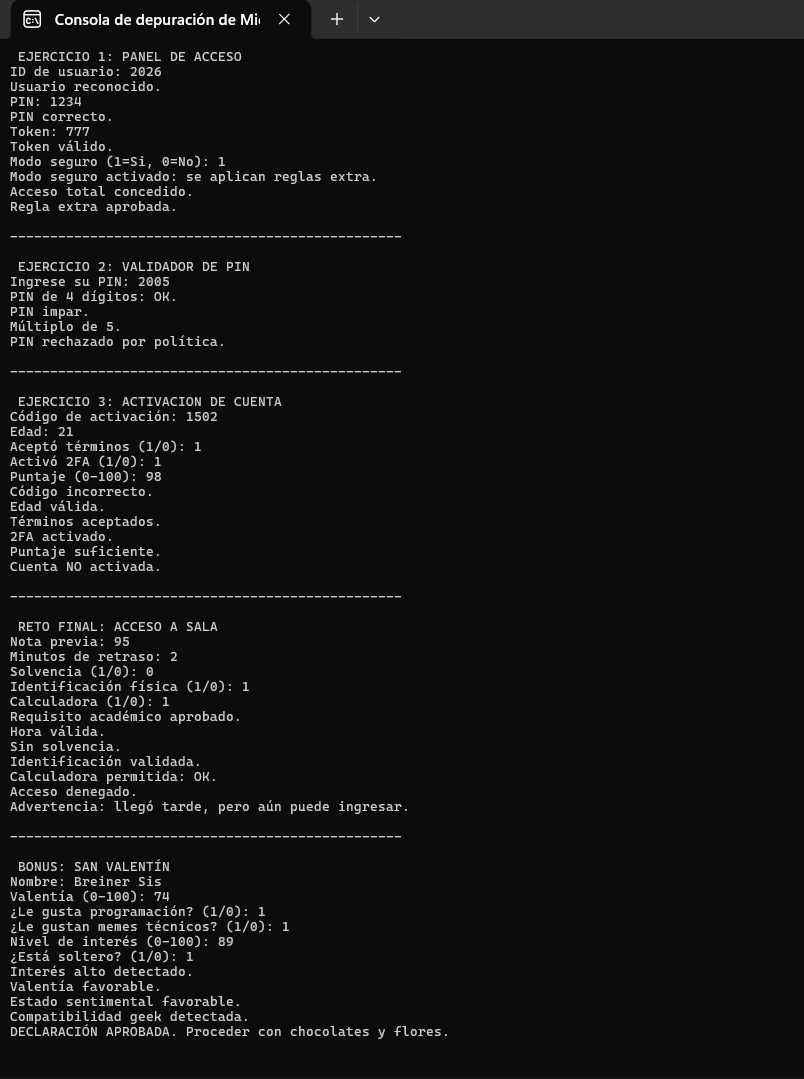 Consola de depuración de Mi
EJERCICIO 1: PANEL DE ACCESO
ID de usuario: 2026
Usuario reconocido.
PIN: 1234
PIN correcto.
Token: 777
Token válido.
Modo seguro (1=Si, 0=No): 1
Modo seguro activado: se aplican reglas extra.
Acceso total concedido.
Regla extra aprobada.
-------------------------------------------------
EJERCICIO 2: VALIDADOR DE PIN
Ingrese su PIN: 2005
PIN de 4 dígitos: OK.
PIN impar.
Múltiplo de 5.
PIN rechazado por política.
-------------------------------------------------
EJERCICIO 3: ACTIVACION DE CUENTA
Código de activación: 1502
Edad: 21
Aceptó términos (1/0): 1
Activó 2FA (1/0): 1
Puntaje (0-100): 98
Código incorrecto.
Edad válida.
Términos aceptados.
2FA activado.
Puntaje suficiente.
Cuenta NO activada.
-------------------------------------------------
RETO FINAL: ACCESO A SALA
Nota previa: 95
Minutos de retraso: 2
Solvencia (1/0): 0
Identificación física (1/0): 1
Calculadora (1/0): 1
Requisito académico aprobado.
Hora válida.
Sin solvencia.
Identificación validada.
Calculadora permitida: OK.
Acceso denegado.
Advertencia: llegó tarde, pero aún puede ingresar.
-------------------------------------------------
BONUS: SAN VALENTÍN
Nombre: Breiner Sis
Valentía (0-100): 74
¿Le gusta programación? (1/0): 1
¿Le gustan memes técnicos? (1/0): 1
Nivel de interés (0-100): 89
¿Está soltero? (1/0): 1
Interés alto detectado.
Valentía favorable.
Estado sentimental favorable.
Compatibilidad geek detectada.
DECLARACIÓN APROBADA. Proceder con chocolates y flores.